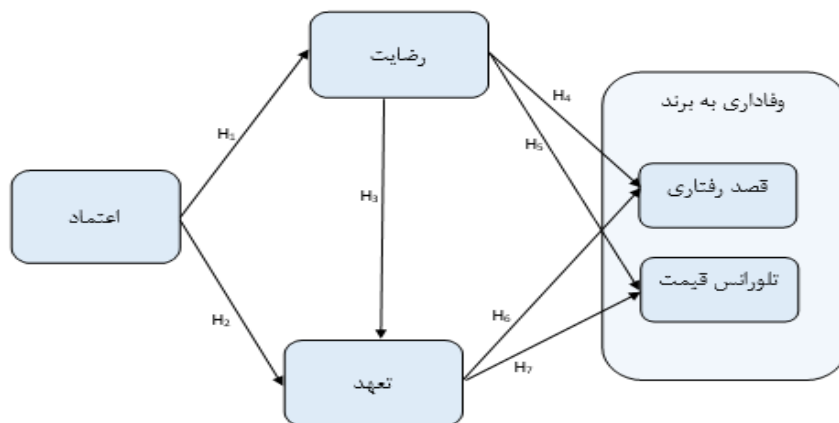 رضایت
وفاداری به برند
H₄
H₁
H₅
قصد رفتاری
H₃
اعتماد
تلورانس قیمت
H₂
H₆
H₇
تعهد